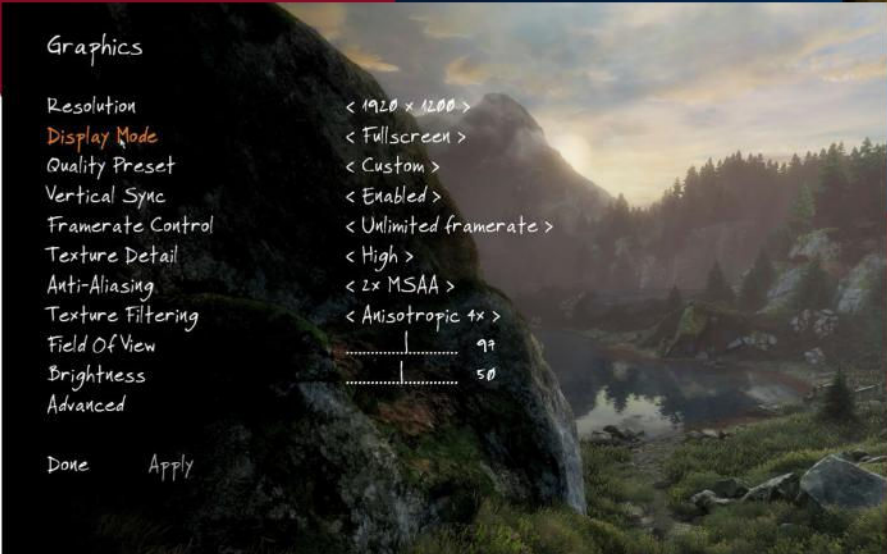 Graphics
Resolution < 1920 x 1200 >
Display Mode < Fullscreen >
Quality Preset < Custom >
Vertical Sync < Enabled >
Framerate Control < Unlimited framerate >
Texture Detail < High >
Anti-Aliasing < 2x MSAA >
Texture Filtering < Anisotropic 4x >
Field Of View 97
Brightness 50
Advanced
Done Apply